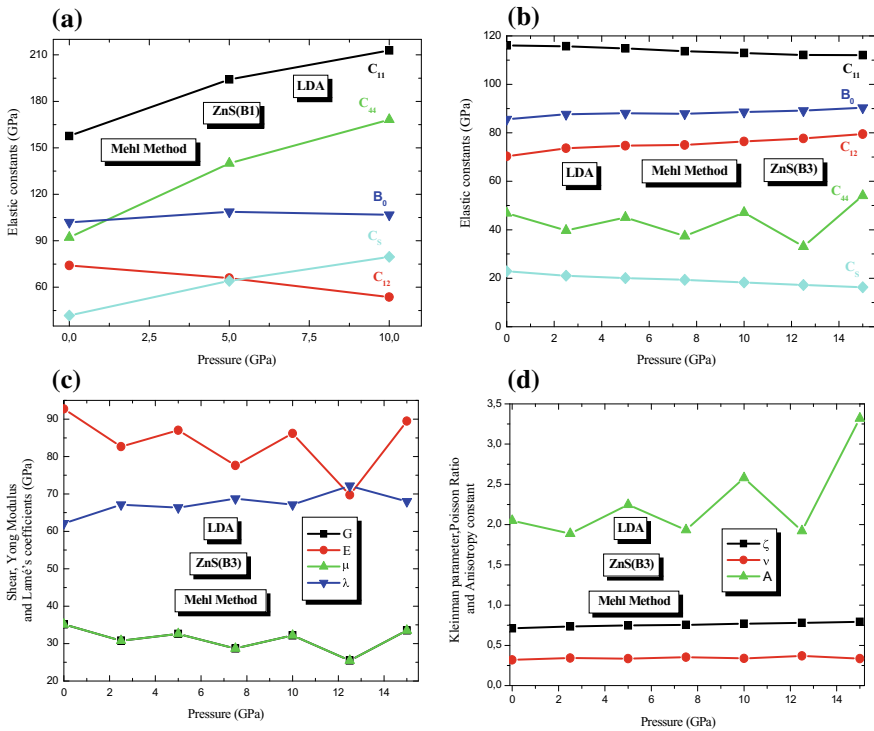 (a)
Elastic constants (GPa)
210
180
150
120
90
60
0,0
2,5
5,0
7,5
10,0
Pressure (GPa)
LDA
ZnS(B1)
Mehl Method
C11
C44
B0
CS
C12
(b)
Elastic constants (GPa)
120
100
80
60
40
20
0
0
2
4
6
8
10
12
14
Pressure (GPa)
C11
B0
C12
LDA
Mehl Method
ZnS(B3)
C44
CS
(c)
Shear, Yong Modulus
and Lamé's coefficients (GPa)
90
80
70
60
50
40
30
20
0
2
4
6
8
10
12
14
Pressure (GPa)
LDA
ZnS(B3)
Mehl Method
G
E
μ
λ
(d)
Kleinman parameter,Poisson Ratio
and Anisotropy constant
3,5
3,0
2,5
2,0
1,5
1,0
0,5
0,0
0
2
4
6
8
10
12
14
Pressure (GPa)
LDA
ZnS(B3)
Mehl Method
ζ
ν
A